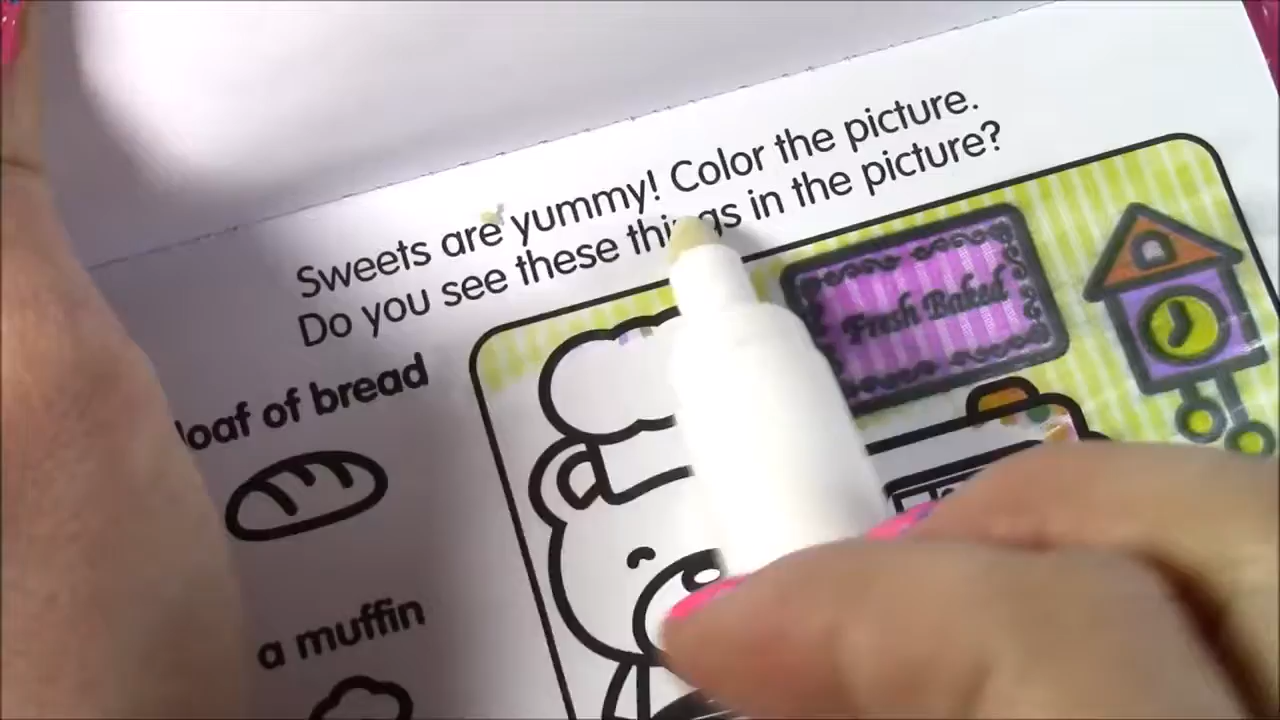 Sweets are yummy! Color the picture.
Do you see these things in the picture?
loaf of bread
Fresh Baked
a muffin